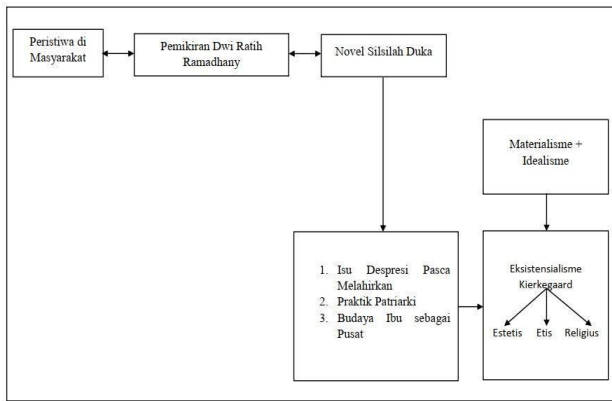 Peristiwa di
Masyarakat
Pemikiran Dwi Ratih
Ramadhany
Novel Silsilah Duka
Materialisme +
Idealisme
1. Isu Despresi Pasca
Melahirkan
2. Praktik Patriarki
3. Budaya Ibu sebagai
Pusat
Eksistensialisme
Kierkegaard
Estetis Etis Religius